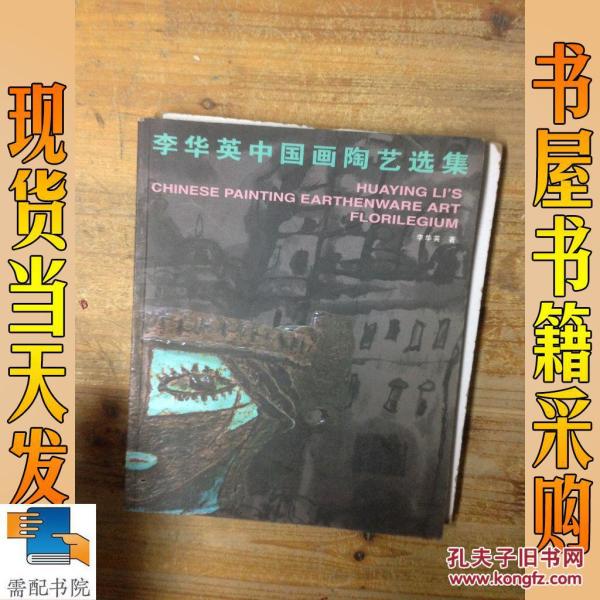 现货当天发
李华英中国画陶艺选集
HUAYING LI'S
CHINESE PAINTING EARTHENWARE ART
FLORILEGIUM
李华英 著
书屋书籍采购
需配书院
孔夫子旧书网
www.kongfz.com